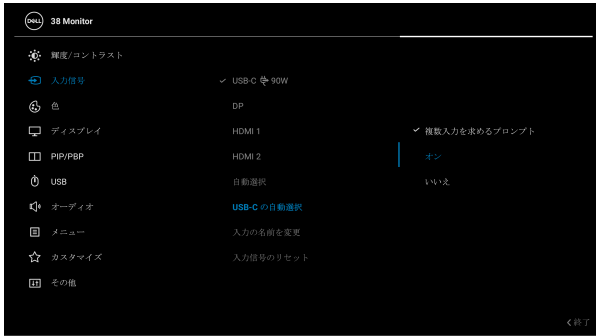 DELL
38 Monitor
輝度/コントラスト
入力信号
色
ディスプレイ
PIP/PBP
USB
オーディオ
メニュー
カスタマイズ
その他
USB-C 90W
DP
HDMI 1
HDMI 2
自動選択
USB-C の自動選択
入力の名前を変更
入力信号のリセット
複数入力を求めるプロンプト
オン
いいえ
終了